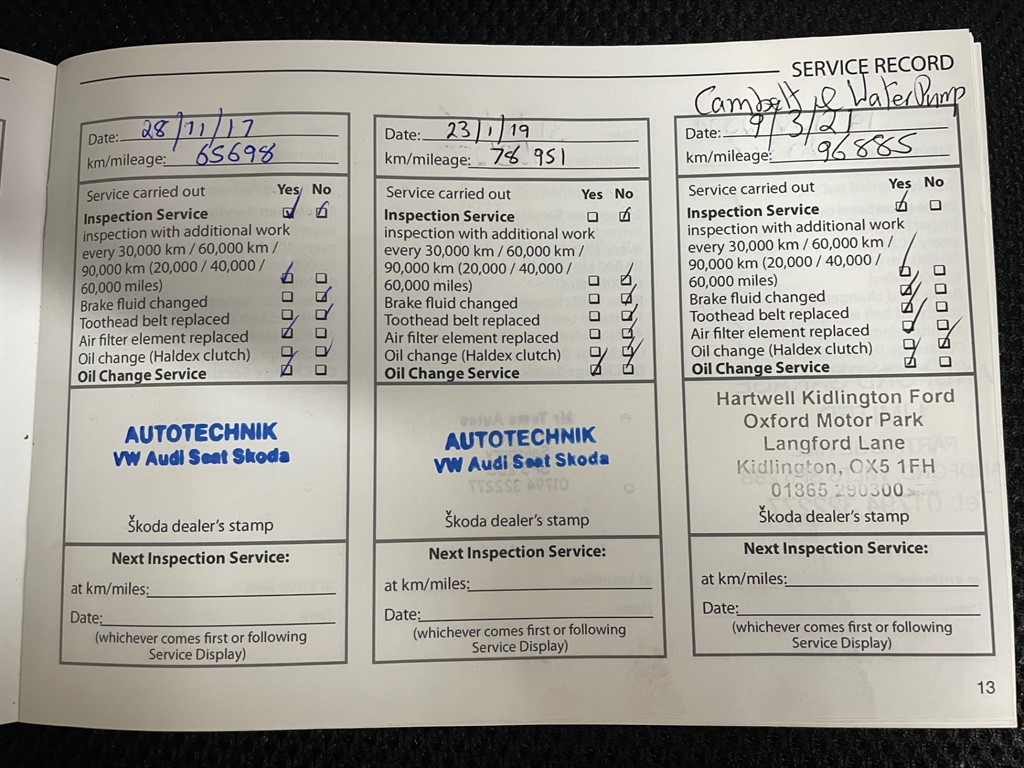 SERVICE RECORD
Cambelt & Water Pump
Date: 28/11/17
km/mileage: 65698
Service carried out Yes No
Inspection Service
inspection with additional work
every 30,000 km / 60,000 km /
90,000 km (20,000 / 40,000 /
60,000 miles)
Brake fluid changed
Toothead belt replaced
Air filter element replaced
Oil change (Haldex clutch)
Oil Change Service
AUTOTECHNIK
VW Audi Seat Skoda
Škoda dealer's stamp
Next Inspection Service:
at km/miles:
Date:
(whichever comes first or following
Service Display)
Date: 23/1/19
km/mileage: 78 951
Service carried out Yes No
Inspection Service
inspection with additional work
every 30,000 km / 60,000 km /
90,000 km (20,000 / 40,000 /
60,000 miles)
Brake fluid changed
Toothead belt replaced
Air filter element replaced
Oil change (Haldex clutch)
Oil Change Service
AUTOTECHNIK
VW Audi Seat Skoda
Škoda dealer's stamp
Next Inspection Service:
at km/miles:
Date:
(whichever comes first or following
Service Display)
Date: 9/3/21
km/mileage: 96885
Service carried out Yes No
Inspection Service
inspection with additional work
every 30,000 km / 60,000 km /
90,000 km (20,000 / 40,000 /
60,000 miles)
Brake fluid changed
Toothead belt replaced
Air filter element replaced
Oil change (Haldex clutch)
Oil Change Service
Hartwell Kidlington Ford
Oxford Motor Park
Langford Lane
Kidlington, OX5 1FH
01365 290300
Škoda dealer's stamp
Next Inspection Service:
at km/miles:
Date:
(whichever comes first or following
Service Display)
13